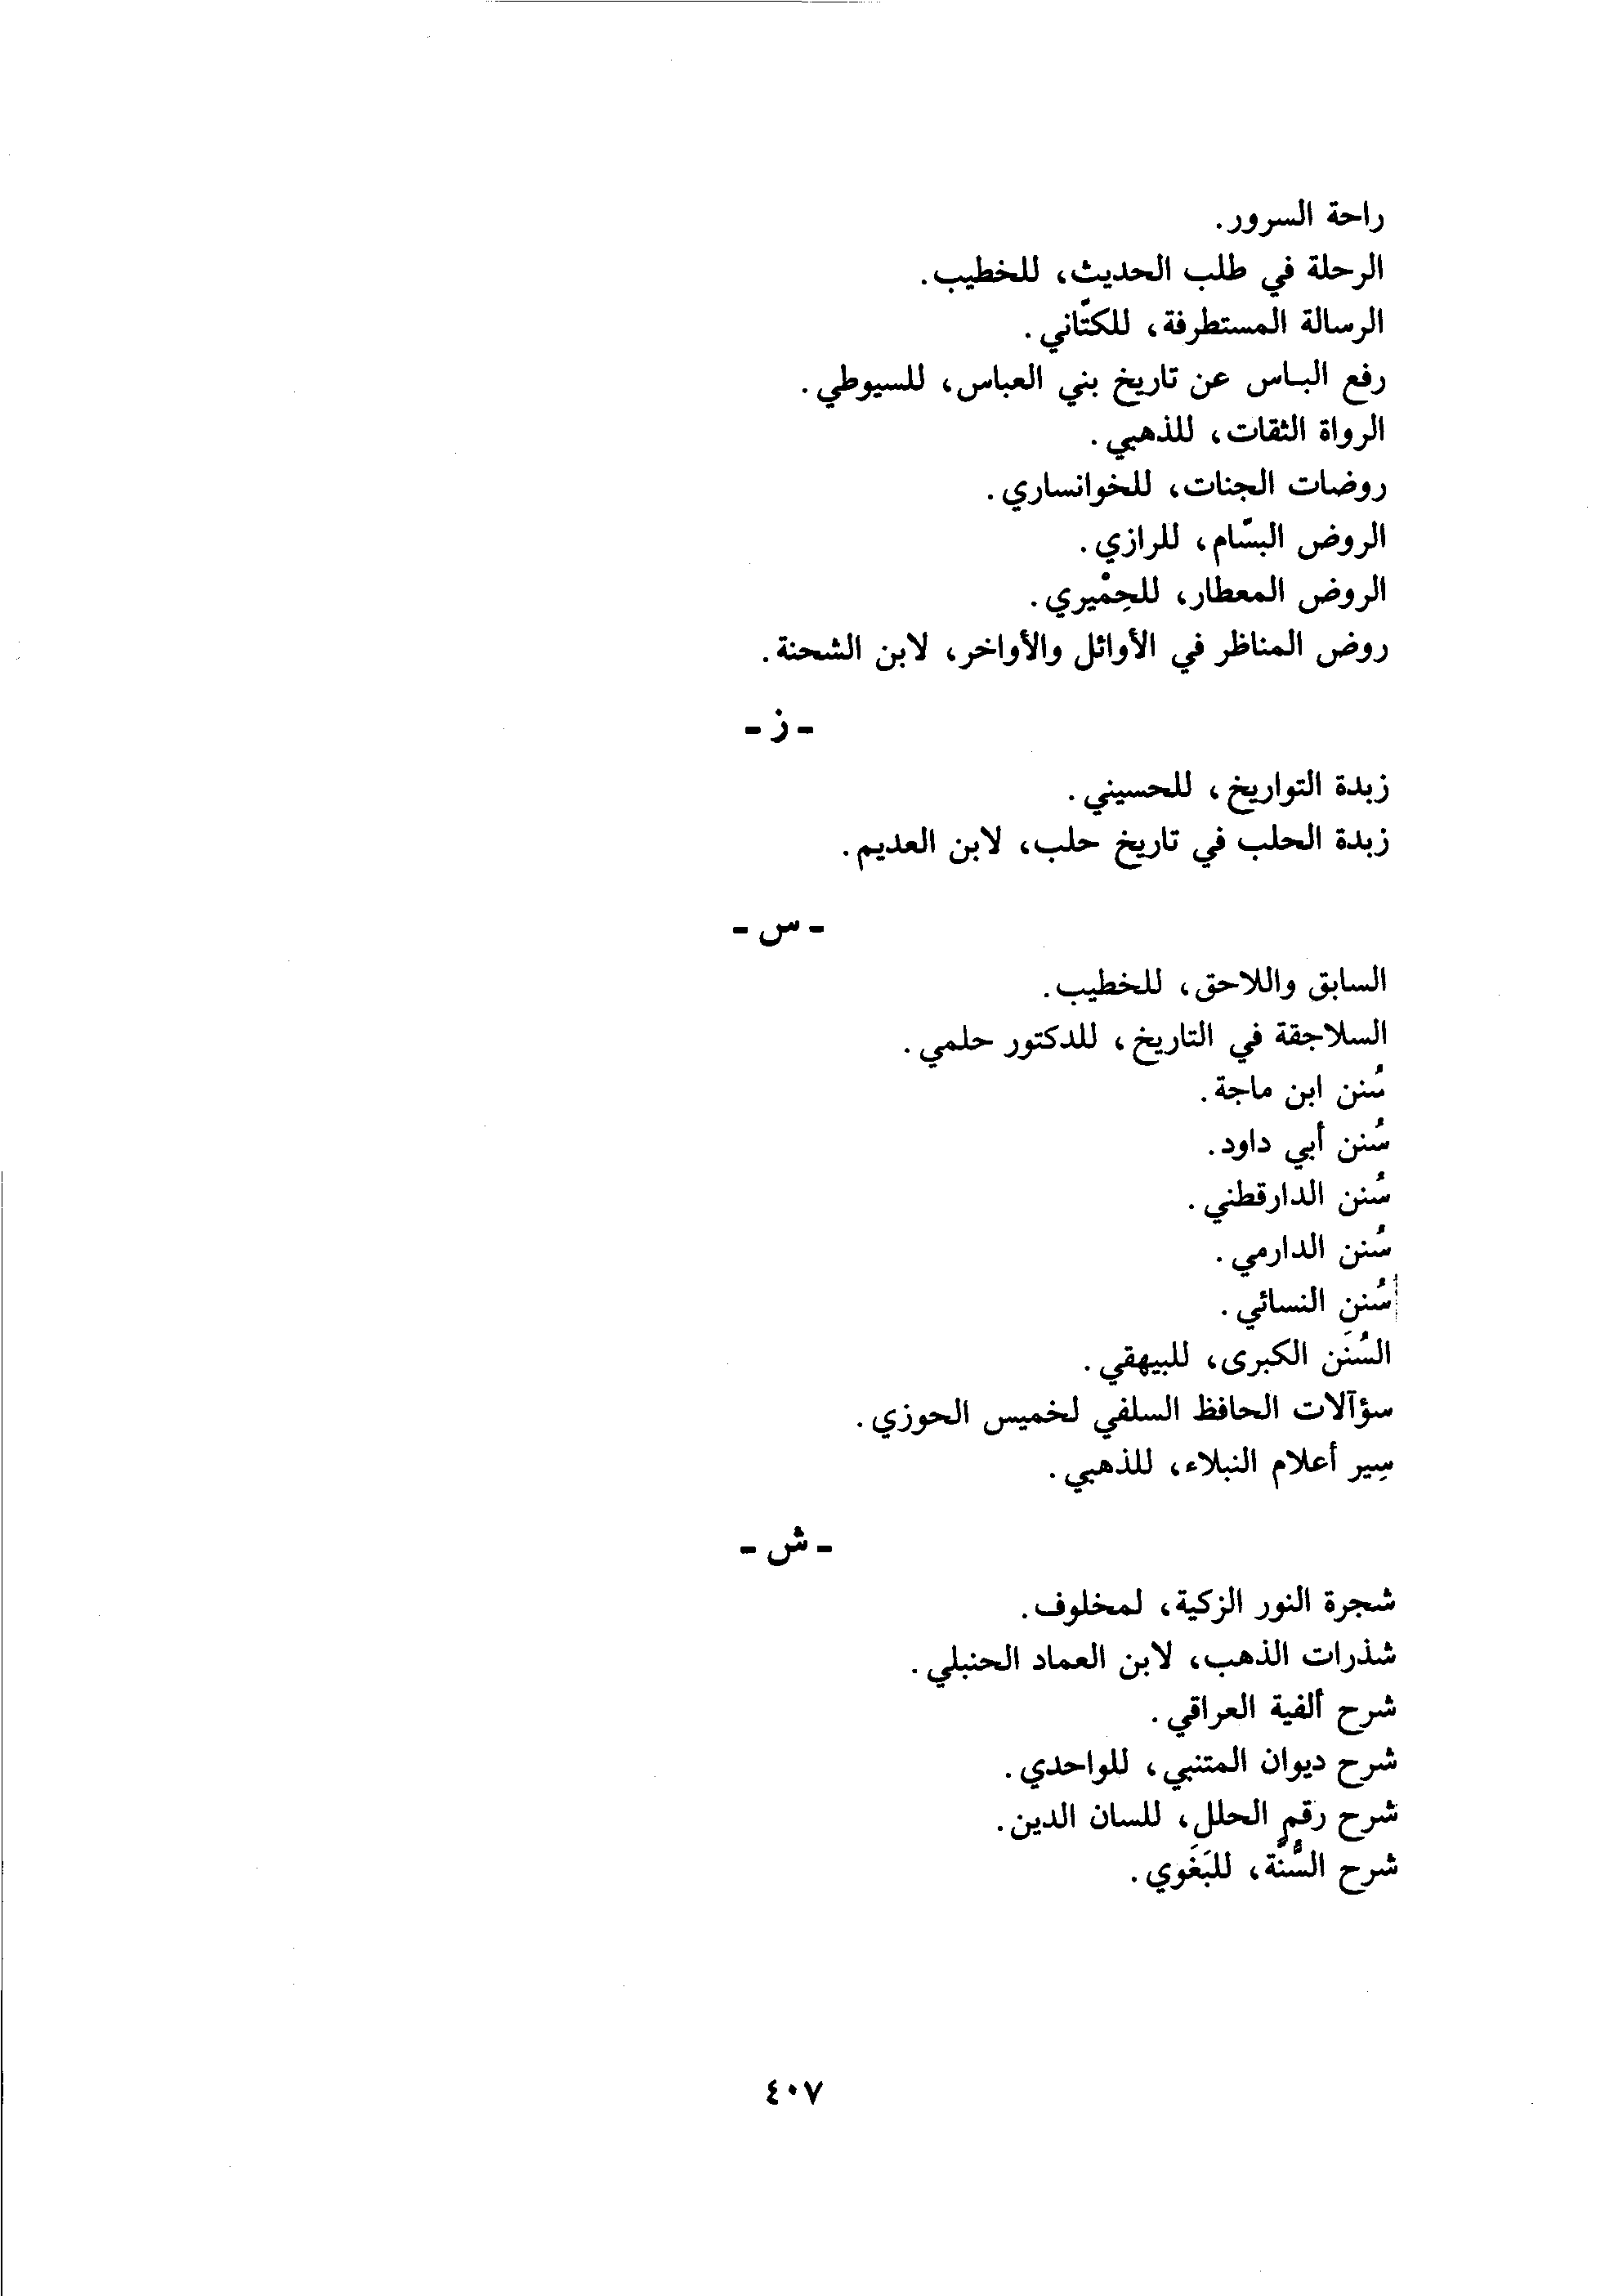 راحة السرور.
الرحلة في طلب الحديث، للخطيب.
الرسالة المستطرفة، للكتّاني.
رفع الباس عن تاريخ بني العباس، للسيوطي.
الرواة الثقات، للذهبي.
روضات الجنات، للخوانساري.
الروض البسّام، للرازي.
الروض المعطار، للحِمْيري.
روض المناظر في الأوائل والأواخر، لابن الشحنة.
- ز -
زبدة التواريخ، للحسيني.
زبدة الحلب في تاريخ حلب، لابن العديم.
- س -
السابق واللاحق، للخطيب.
السلاجقة في التاريخ، للدكتور حلمي.
سُنن ابن ماجة.
سُنن أبي داود.
سُنن الدارقطني.
سُنن الدارمي.
سُنن النسائي.
السُنَن الكبرى، للبيهقي.
سؤآلات الحافظ السلفي لخميس الحوزي.
سِير أعلام النبلاء، للذهبي.
- ش -
شجرة النور الزكية، لمخلوف.
شذرات الذهب، لابن العماد الحنبلي.
شرح ألفية العراقي.
شرح ديوان المتنبي، للواحدي.
شرح رقم الحلل، للسان الدين.
شرح السُّنَّة، للبَغَوي.
٤٠٧